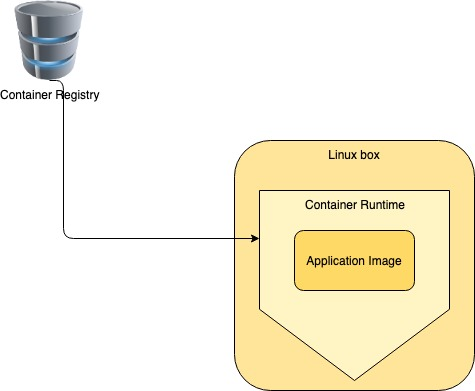 Container Registry
Linux box
Container Runtime
Application Image